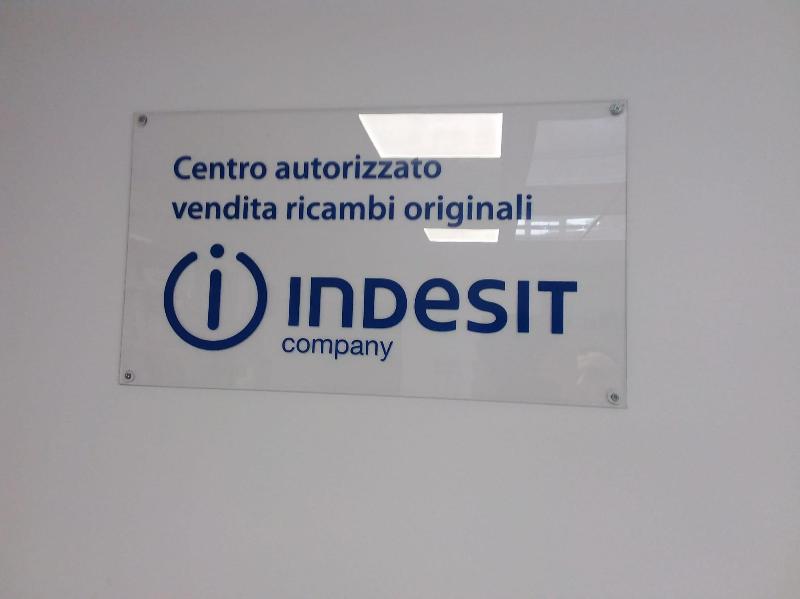 Centro autorizzato
vendita ricambi originali
i INDESIT
company